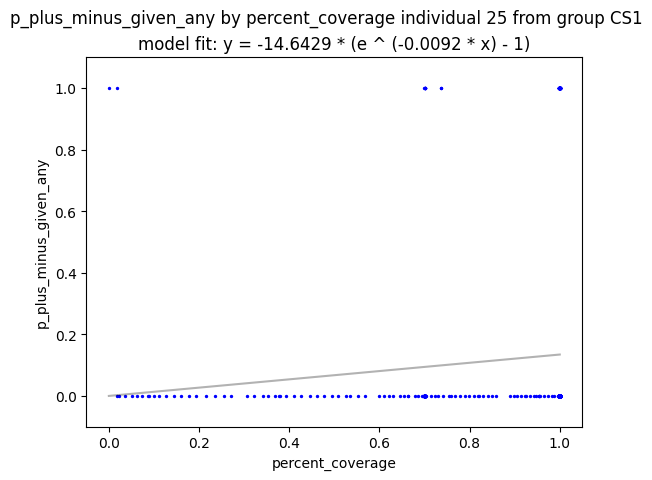 p_plus_minus_given_any by percent_coverage individual 25 from group CS1
model fit: y = -14.6429 * (e ^ (-0.0092 * x) - 1)
1.0
0.8
0.6
0.4
0.2
0.0
p_plus_minus_given_any
0.0 0.2 0.4 0.6 0.8 1.0
percent_coverage